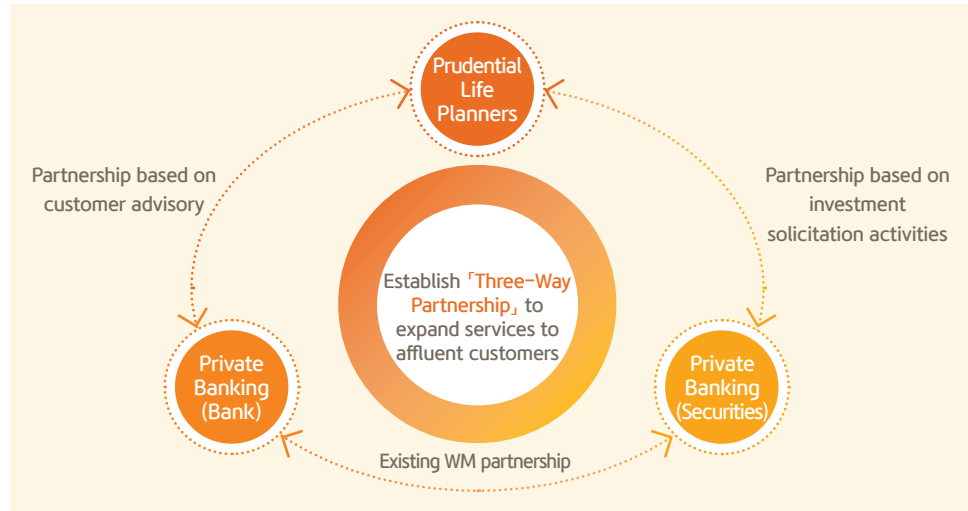 Prudential
Life
Planners
Partnership based on
customer advisory
Partnership based on
investment
solicitation activities
Establish「Three-Way
Partnership」to
expand services to
affluent customers
Private
Banking
(Bank)
Private
Banking
(Securities)
Existing WM partnership